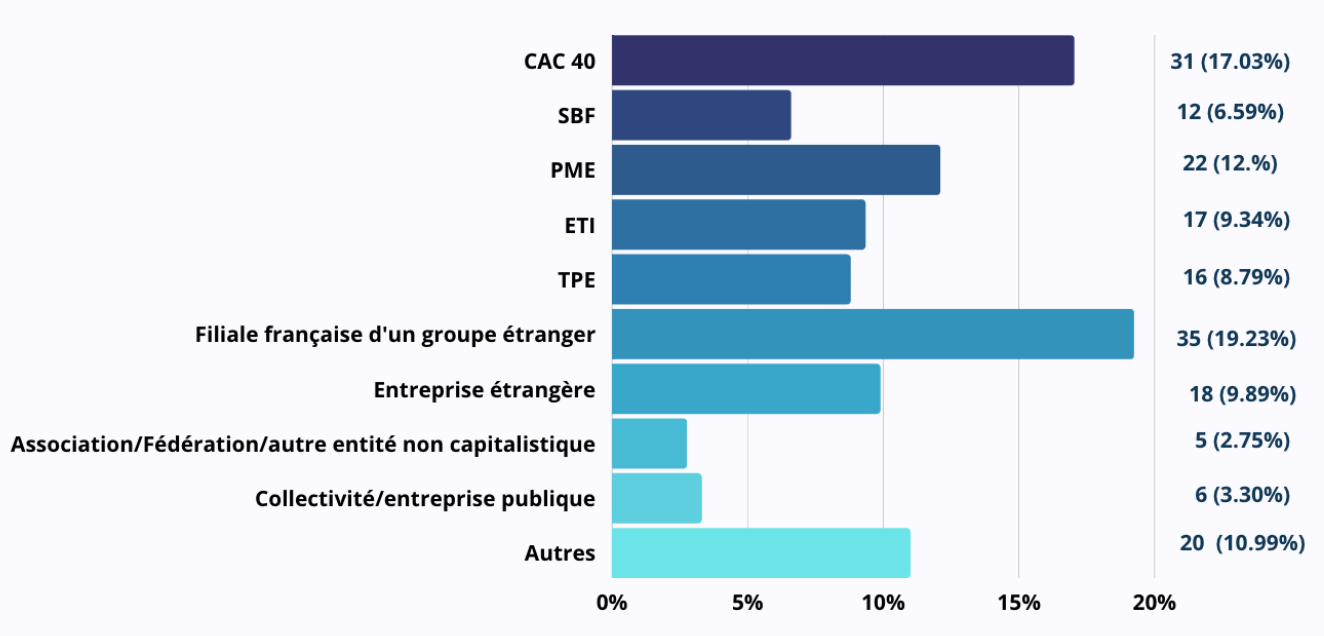 CAC 40 31 (17.03%)
SBF 12 (6.59%)
PME 22 (12.%)
ETI 17 (9.34%)
TPE 16 (8.79%)
Filiale française d'un groupe étranger 35 (19.23%)
Entreprise étrangère 18 (9.89%)
Association/Fédération/autre entité non capitalistique 5 (2.75%)
Collectivité/entreprise publique 6 (3.30%)
Autres 20 (10.99%)
0% 5% 10% 15% 20%